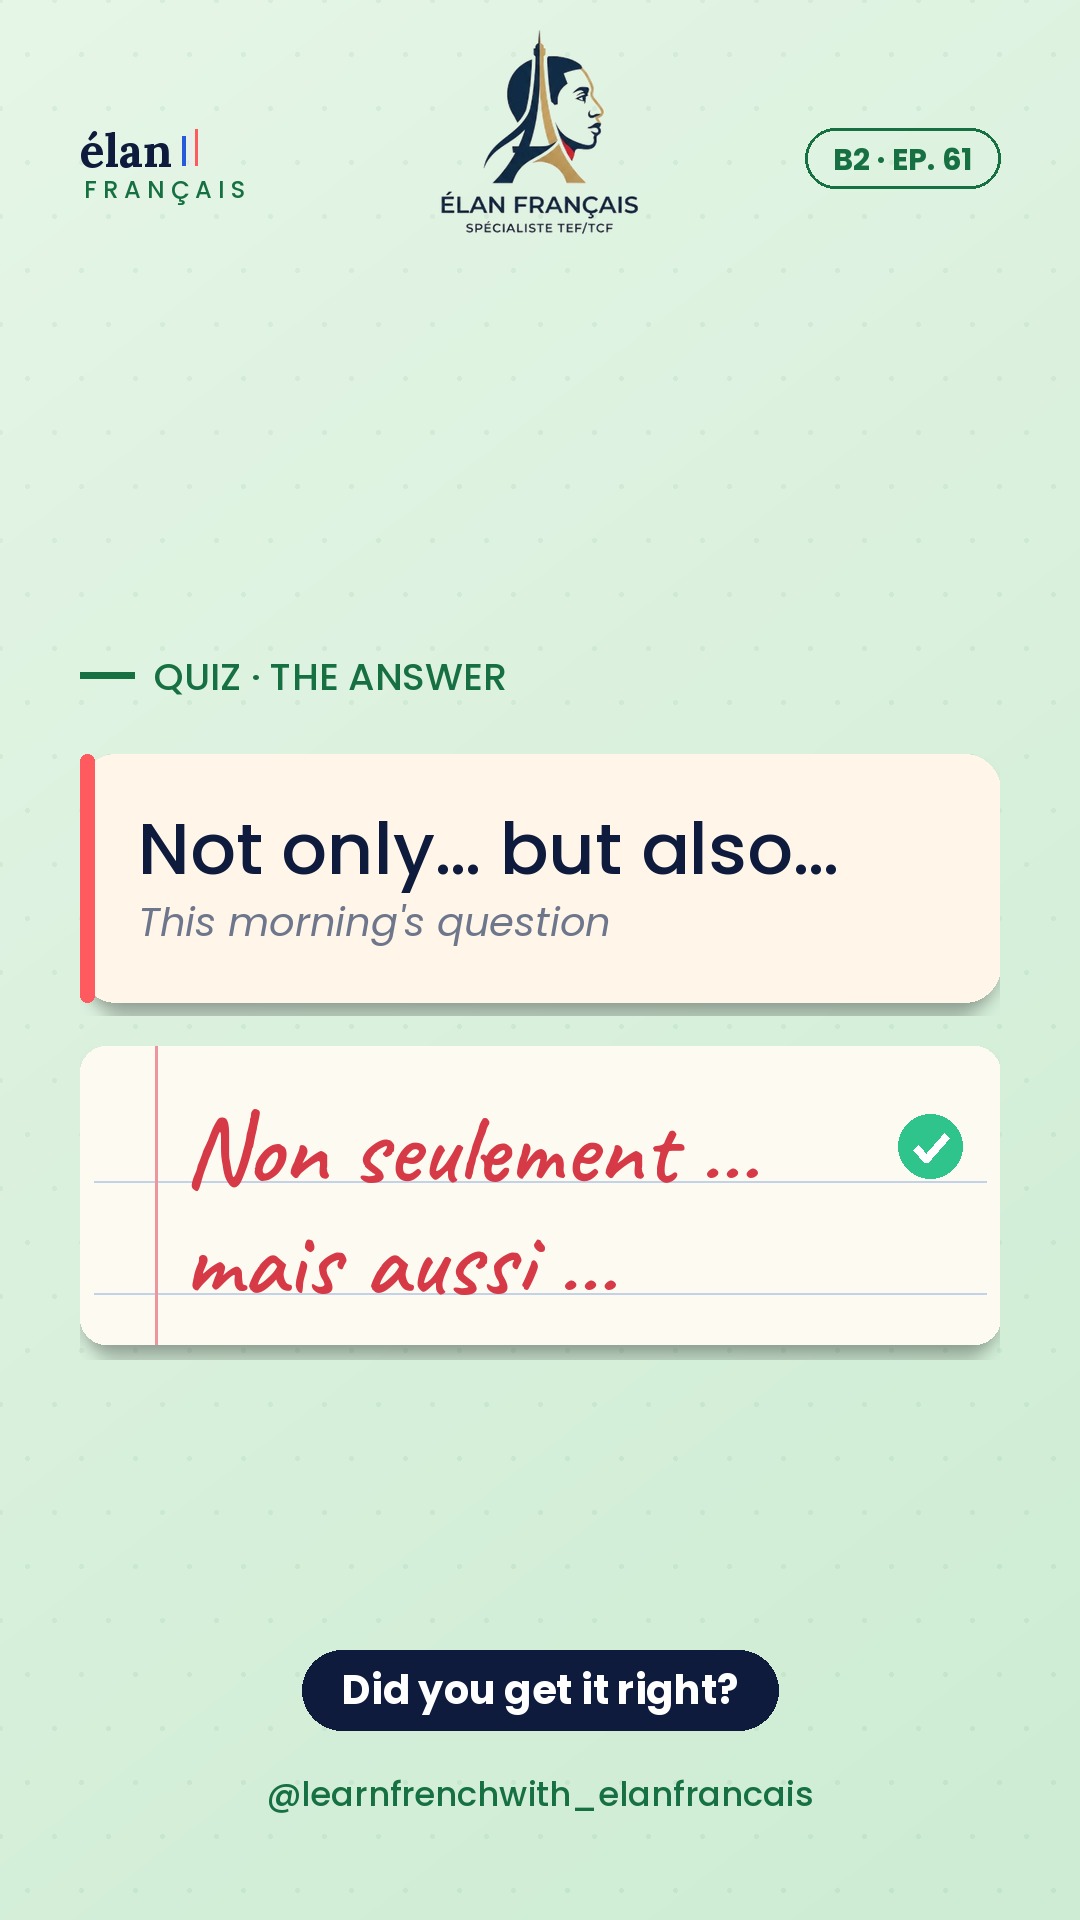 élan
FRANÇAIS
ÉLAN FRANÇAIS
SPÉCIALISTE TEF/TCF
B2 · EP. 61
QUIZ · THE ANSWER
Not only... but also...
This morning's question
Non seulement ...
mais aussi ...
Did you get it right?
@learnfrenchwith_elanfrancais